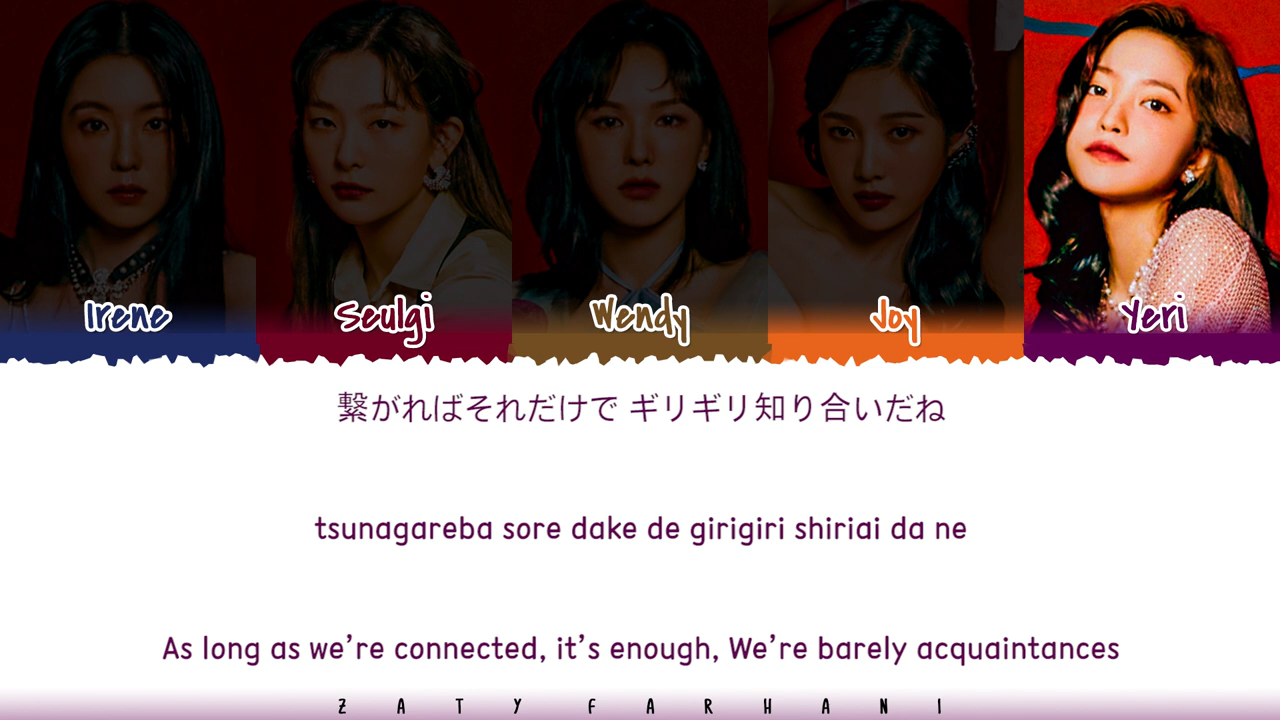 Irene Seulgi Wendy Joy Yeri
繋がればそれだけで ギリギリ知り合いだね
tsunagareba sore dake de girigiri shiriai da ne
As long as we're connected, it's enough, We're barely acquaintances
ZATY FARHANI